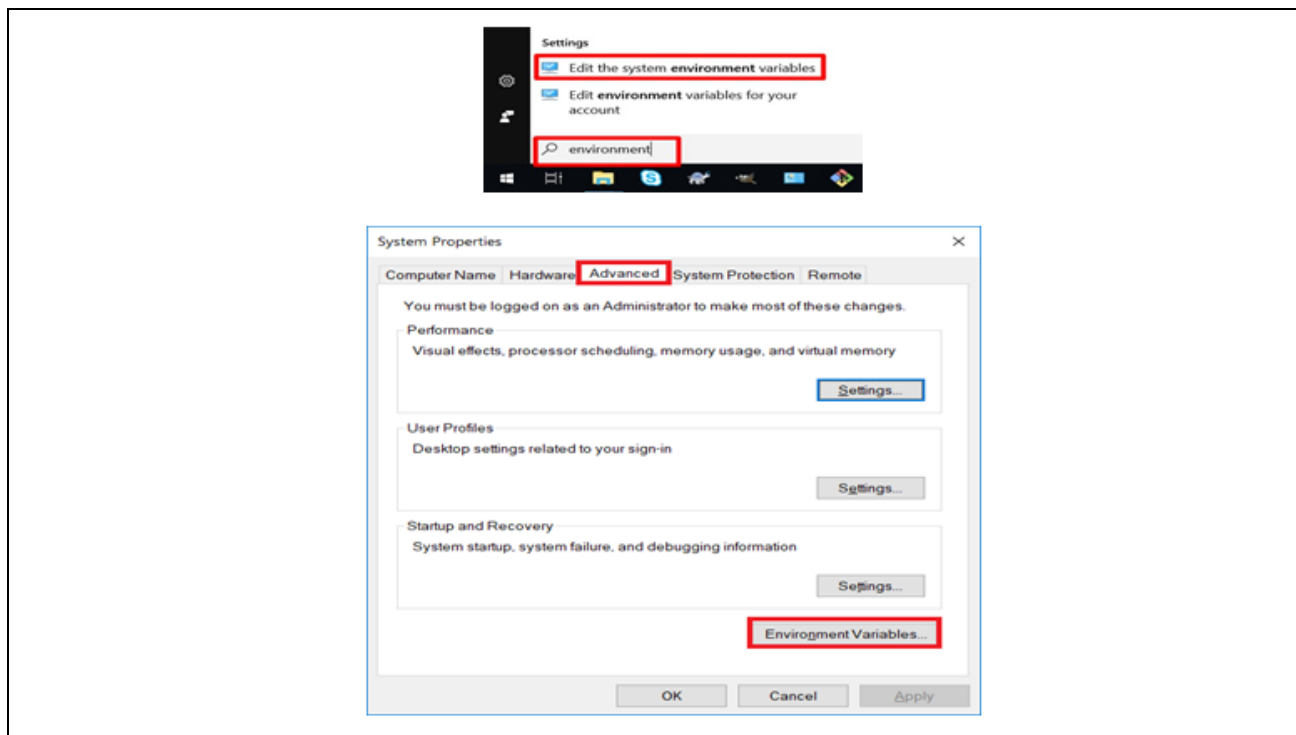 Settings
Edit the system environment variables
Edit environment variables for your
account
environment
System Properties
Computer Name Hardware Advanced System Protection Remote
You must be logged on as an Administrator to make most of these changes.
Performance
Visual effects, processor scheduling, memory usage, and virtual memory
Settings...
User Profiles
Desktop settings related to your sign-in
Settings...
Startup and Recovery
System startup, system failure, and debugging information
Settings...
Environment Variables...
OK Cancel Apply